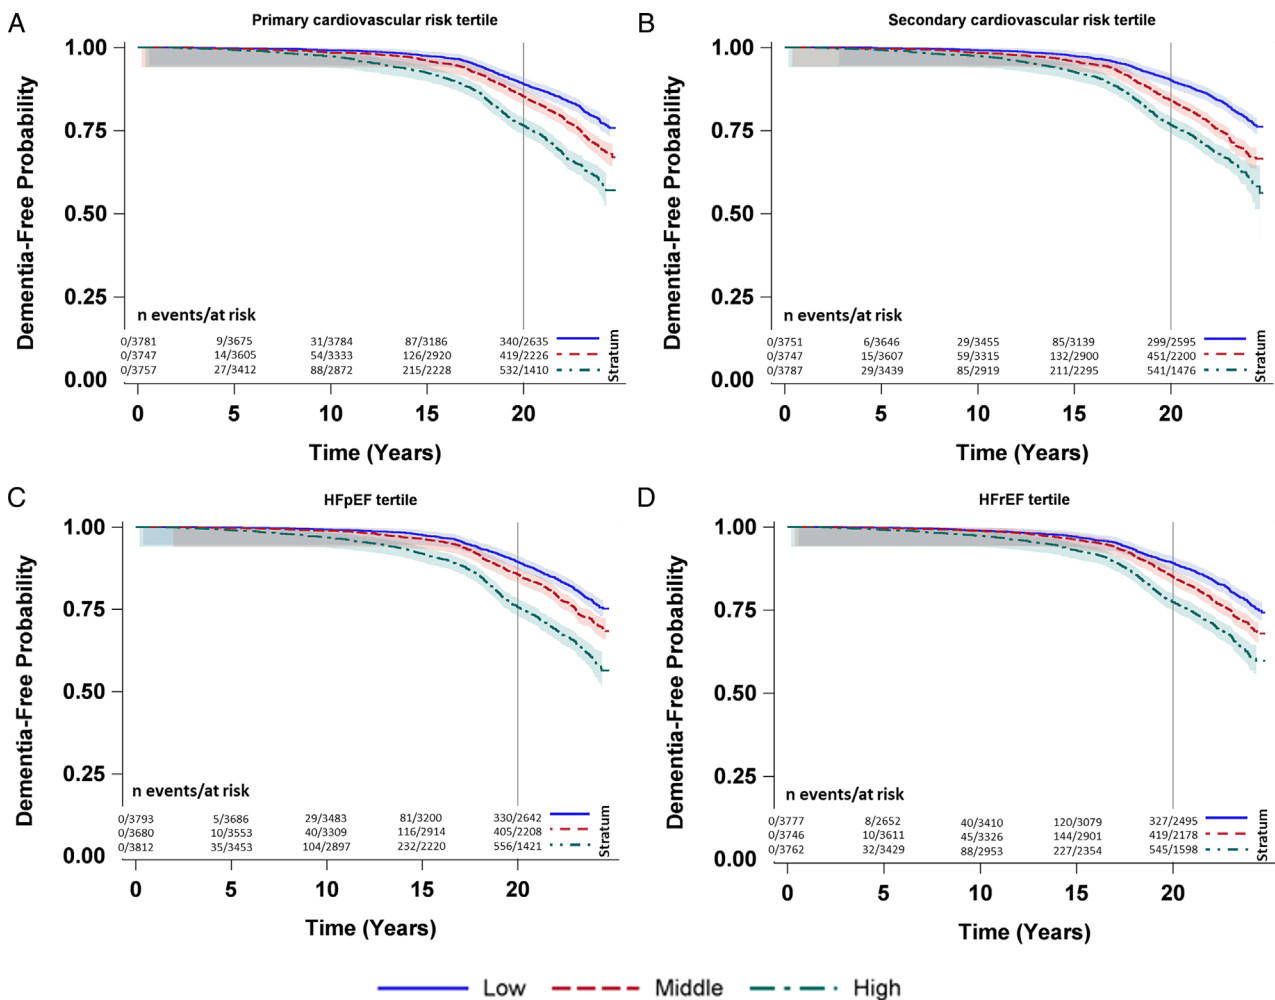 A
Primary cardiovascular risk tertile
Dementia-Free Probability
1.00
0.75
0.50
0.25
0.00
n events/at risk
0/3781 9/3675 31/3784 87/3186 340/2635
0/3747 14/3605 54/3333 126/2920 419/2226
0/3757 27/3412 88/2872 215/2228 532/1410
Stratum
0 5 10 15 20
Time (Years)
B
Secondary cardiovascular risk tertile
Dementia-Free Probability
1.00
0.75
0.50
0.25
0.00
n events/at risk
0/3751 6/3646 29/3455 85/3139 299/2595
0/3747 15/3607 59/3315 132/2900 451/2200
0/3787 29/3439 85/2919 211/2295 541/1476
Stratum
0 5 10 15 20
Time (Years)
C
HFpEF tertile
Dementia-Free Probability
1.00
0.75
0.50
0.25
0.00
n events/at risk
0/3793 5/3686 29/3483 81/3200 330/2642
0/3680 10/3553 40/3309 116/2914 405/2208
0/3812 35/3453 104/2897 232/2220 556/1421
Stratum
0 5 10 15 20
Time (Years)
D
HFrEF tertile
Dementia-Free Probability
1.00
0.75
0.50
0.25
0.00
n events/at risk
0/3777 8/2652 40/3410 120/3079 327/2495
0/3746 10/3611 45/3326 144/2901 419/2178
0/3762 32/3429 88/2953 227/2354 545/1598
Stratum
0 5 10 15 20
Time (Years)
Low Middle High